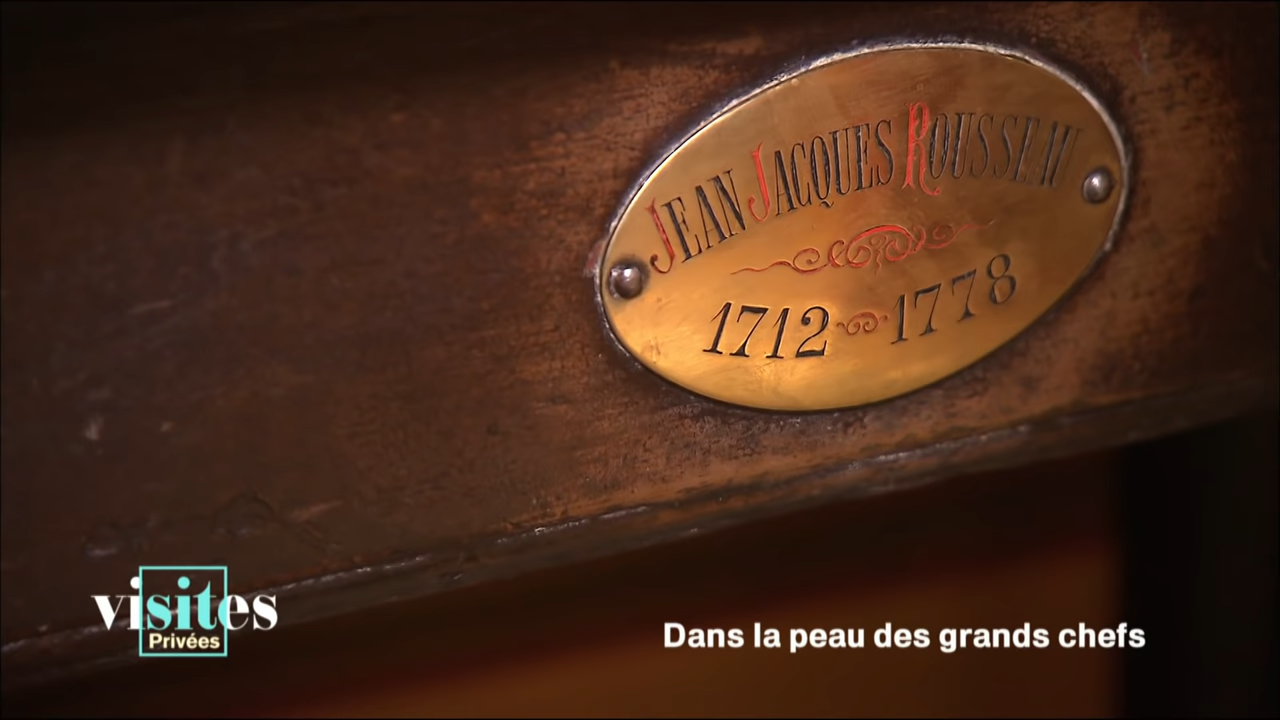 JEAN JACQUES ROUSSEAU
1712 1778
visites
Privées
Dans la peau des grands chefs